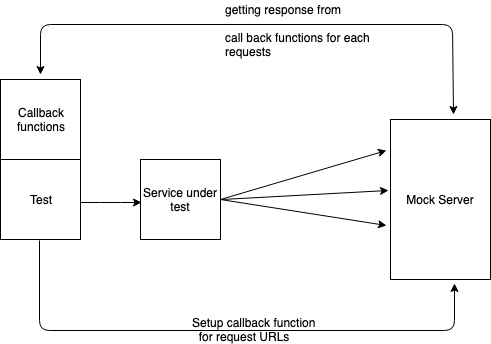 getting response from
call back functions for each
requests
Callback
functions
Test
Service under
test
Mock Server
Setup callback function
for request URLs